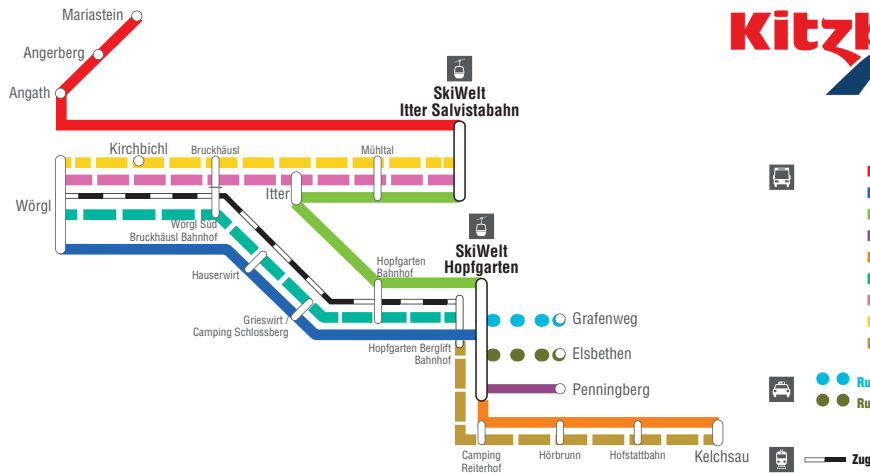 Mariastein
Angerberg
Angath
SkiWelt
Itter Salvistabahn
Kirchbichl
Bruckhäusl
Mühltal
Itter
Wörgl
Wörgl Süd
Bruckhäusl Bahnhof
SkiWelt
Hopfgarten
Hopfgarten
Bahnhof
Hauserwirt
Grieswirt /
Camping Schlossberg
Hopfgarten Berglift
Bahnhof
Grafenweg
Elsbethen
Penningberg
Camping
Reiterhof
Hörbrunn
Hofstattbahn
Kelchsau
Kitzb
Ru
Ru
Zug